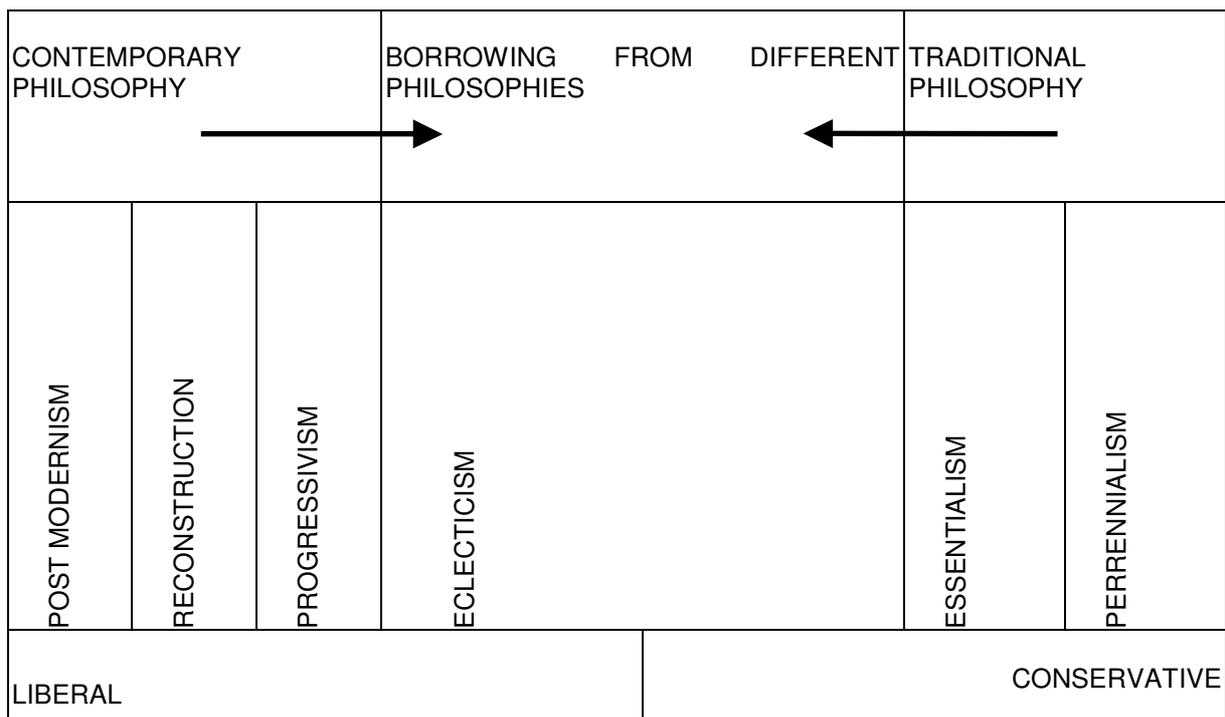 CONTEMPORARY
PHILOSOPHY
BORROWING FROM DIFFERENT
PHILOSOPHIES
TRADITIONAL
PHILOSOPHY
POST MODERNISM
RECONSTRUCTION
PROGRESSIVISM
ECLECTICISM
ESSENTIALISM
PERRENNIALISM
LIBERAL
CONSERVATIVE